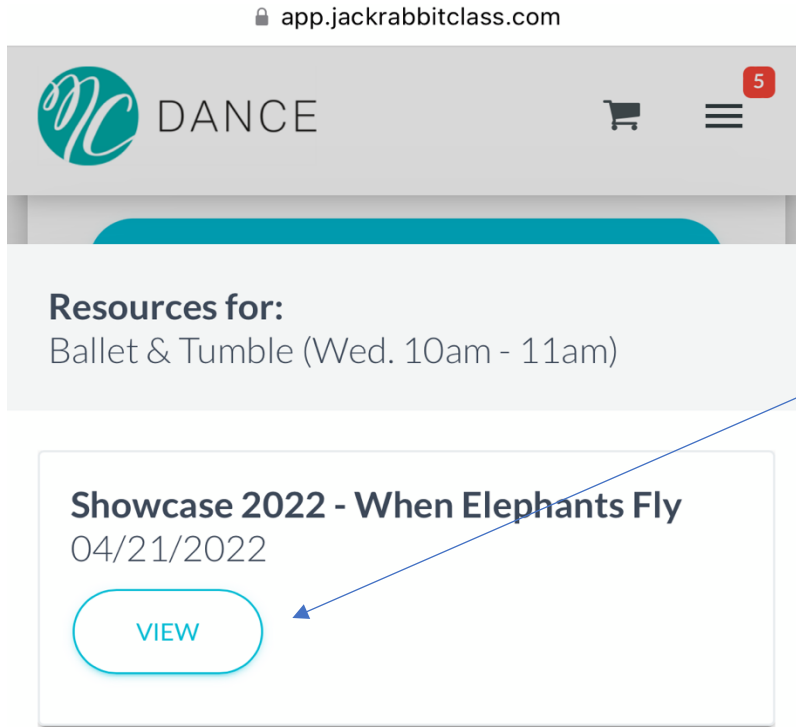 app.jackrabbitclass.com
5
MC DANCE
Resources for:
Ballet & Tumble (Wed. 10am - 11am)
Showcase 2022 - When Elephants Fly
04/21/2022
VIEW